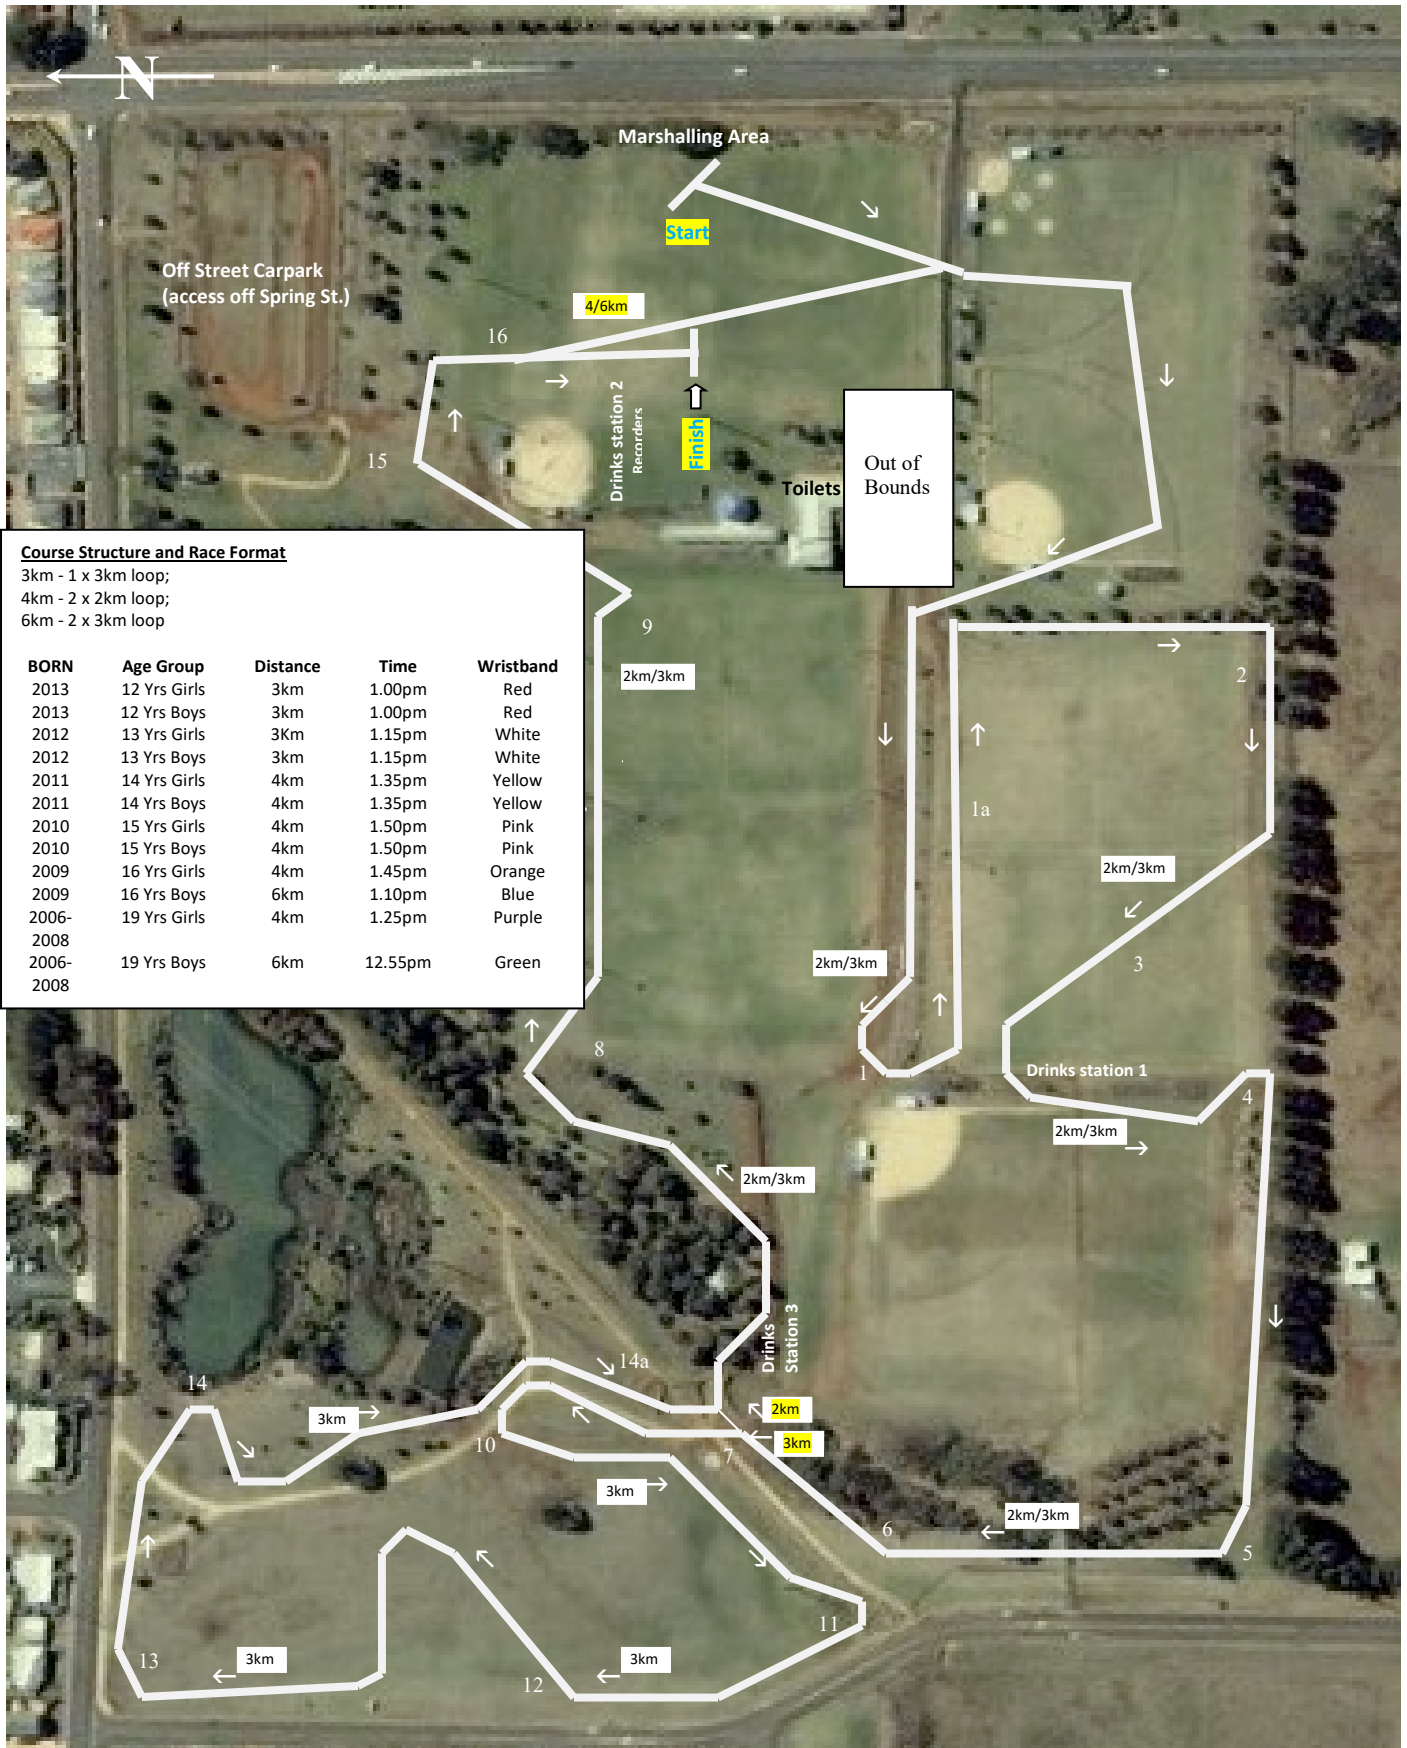 N
Marshalling Area
Start
Off Street Carpark
(access off Spring St.)
4/6km
16
Drinks station 2
Recorders
Finish
15
Toilets
Out of
Bounds
Course Structure and Race Format
3km - 1 x 3km loop;
4km - 2 x 2km loop;
6km - 2 x 3km loop
BORN Age Group Distance Time Wristband
2013 12 Yrs Girls 3km 1.00pm Red
2013 12 Yrs Boys 3km 1.00pm Red
2012 13 Yrs Girls 3Km 1.15pm White
2012 13 Yrs Boys 3km 1.15pm White
2011 14 Yrs Girls 4km 1.35pm Yellow
2011 14 Yrs Boys 4km 1.35pm Yellow
2010 15 Yrs Girls 4km 1.50pm Pink
2010 15 Yrs Boys 4km 1.50pm Pink
2009 16 Yrs Girls 4km 1.45pm Orange
2009 16 Yrs Boys 6km 1.10pm Blue
2006- 19 Yrs Girls 4km 1.25pm Purple
2008
2006- 19 Yrs Boys 6km 12.55pm Green
2008
9
2km/3km
2
1a
2km/3km
3
2km/3km
8
1
Drinks station 1
4
2km/3km
2km/3km
Drinks
Station 3
14a
14
3km
2km
3km
10
7
3km
2km/3km
6
5
11
13
3km
3km
12